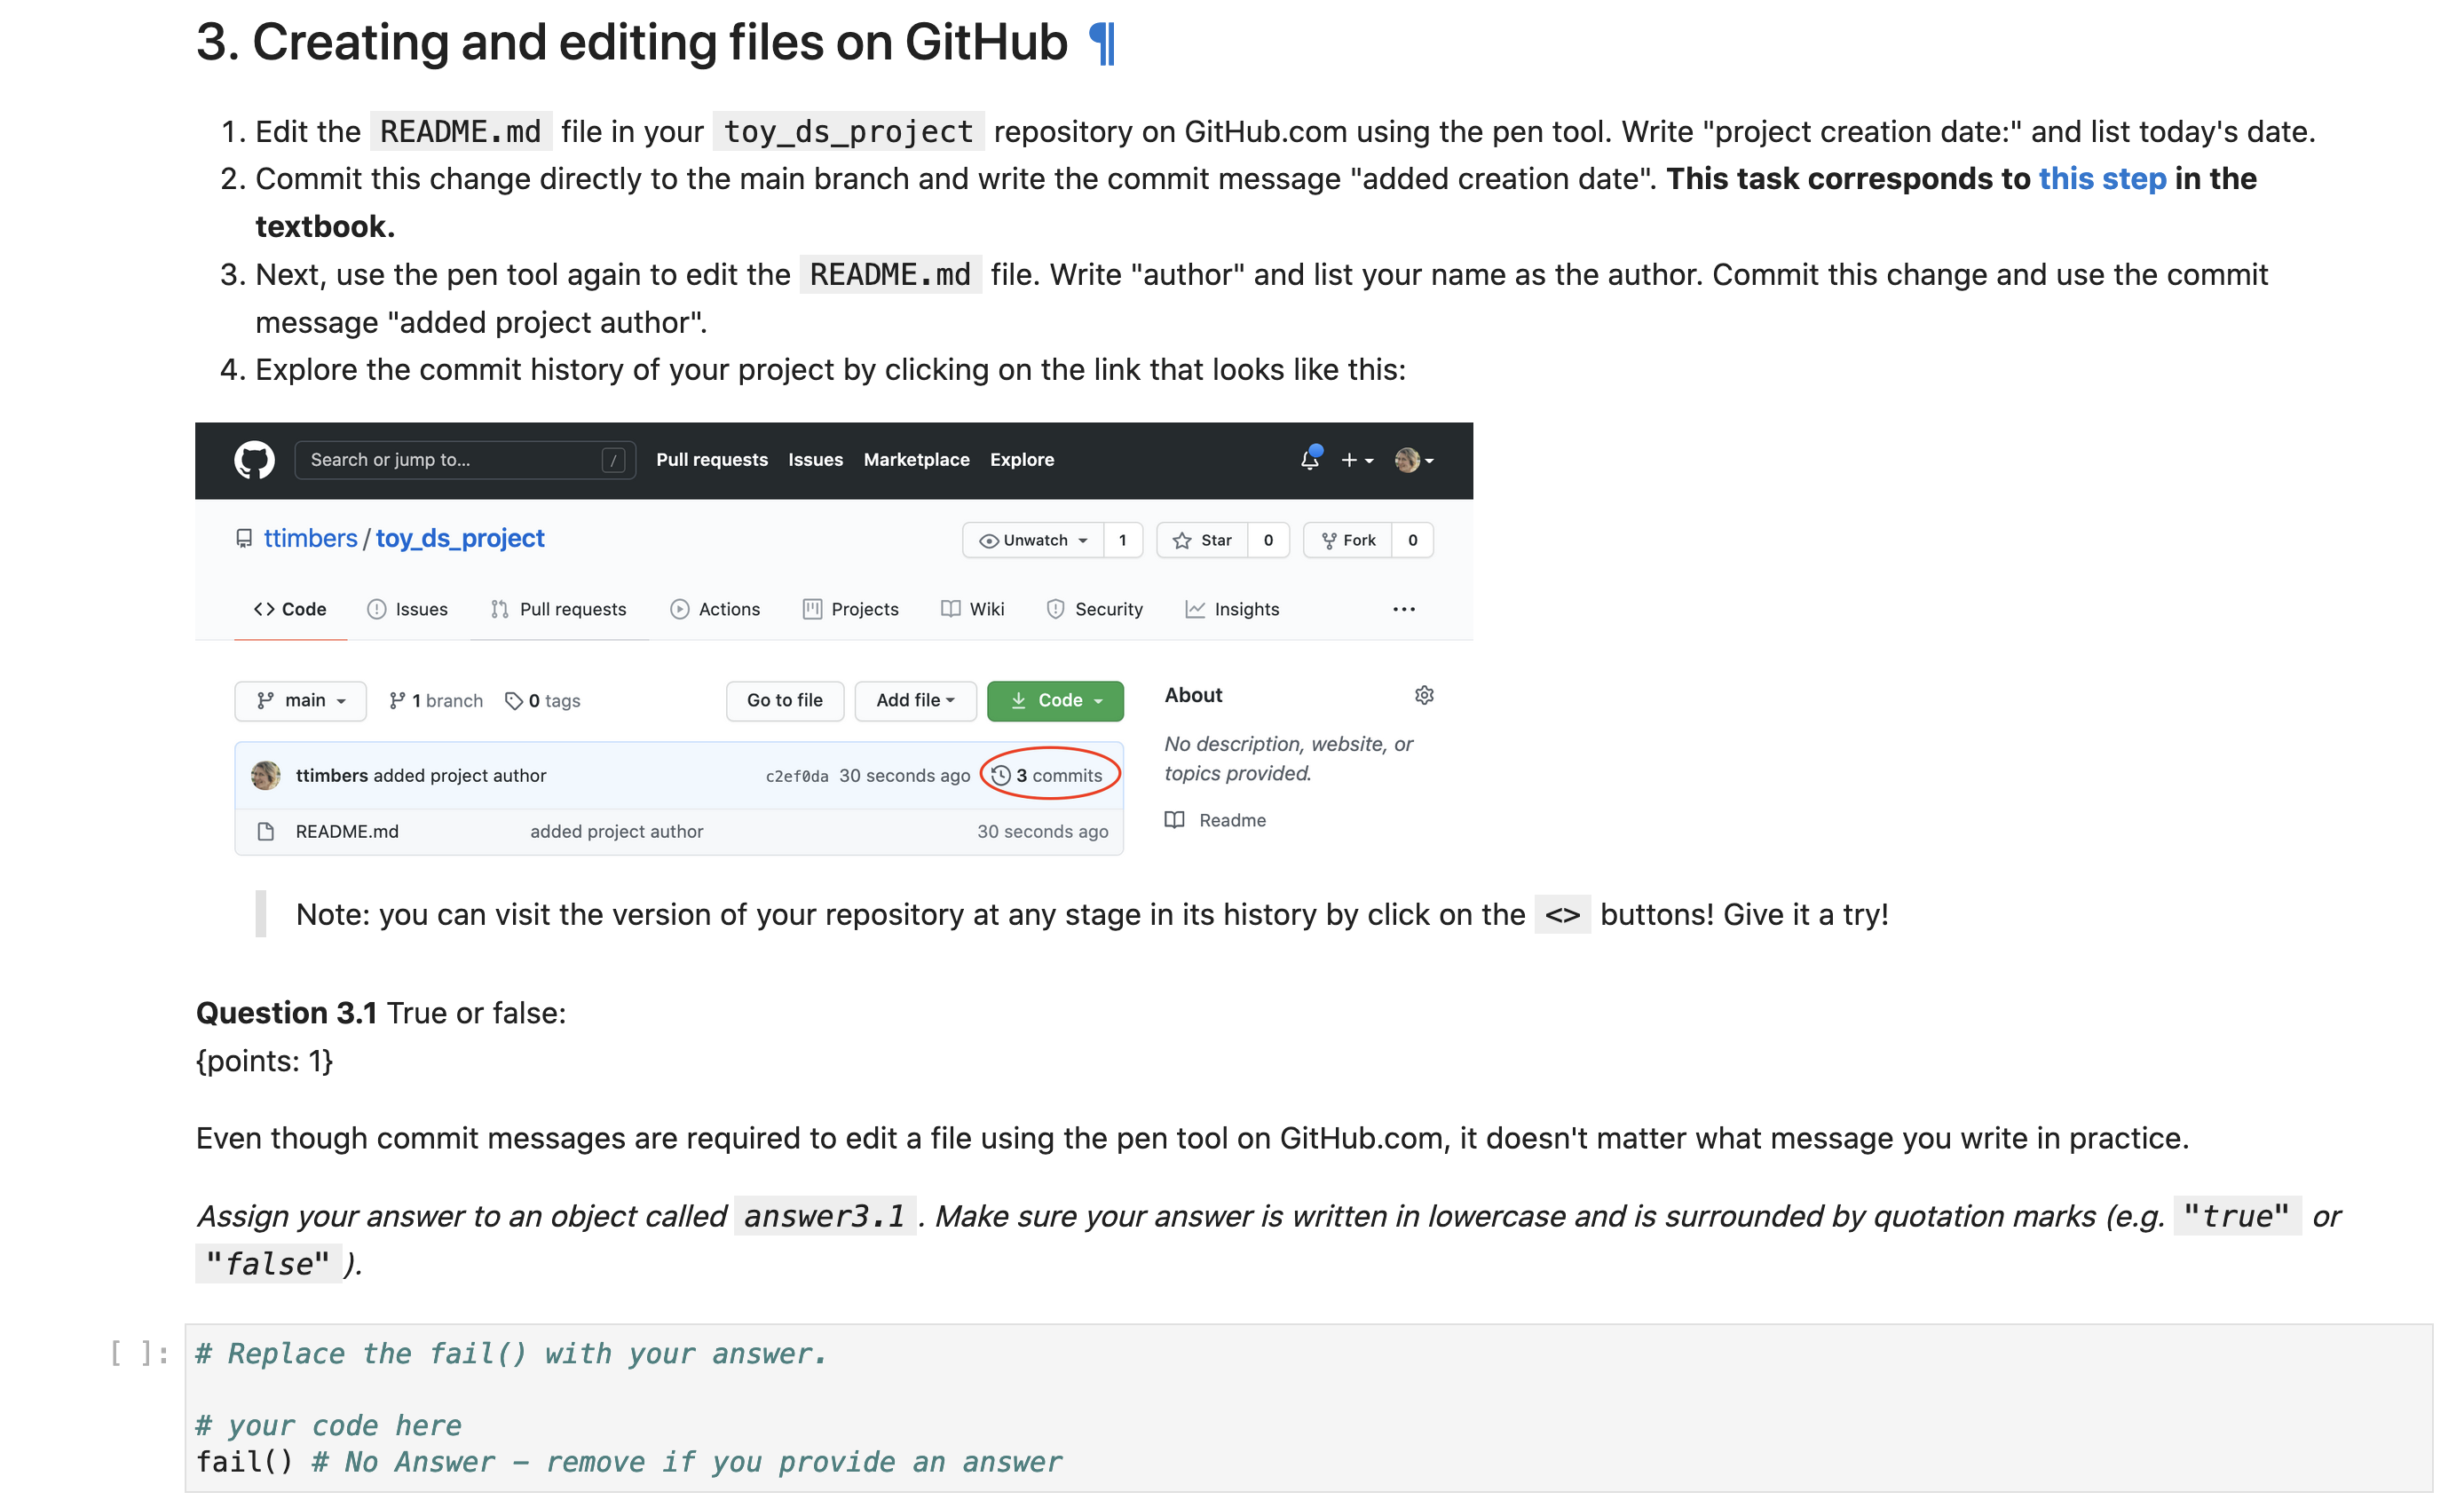 3. Creating and editing files on GitHub ¶
1. Edit the README.md file in your toy_ds_project repository on GitHub.com using the pen tool. Write "project creation date:" and list today's date.
2. Commit this change directly to the main branch and write the commit message "added creation date". This task corresponds to this step in the
textbook.
3. Next, use the pen tool again to edit the README.md file. Write "author" and list your name as the author. Commit this change and use the commit
message "added project author".
4. Explore the commit history of your project by clicking on the link that looks like this:
Search or jump to... / Pull requests Issues Marketplace Explore
ttimbers / toy_ds_project Unwatch 1 Star 0 Fork 0
<> Code Issues Pull requests Actions Projects Wiki Security Insights ...
main 1 branch 0 tags Go to file Add file Code About
No description, website, or
topics provided.
ttimbers added project author c2ef0da 30 seconds ago 3 commits
Readme
README.md added project author 30 seconds ago
Note: you can visit the version of your repository at any stage in its history by click on the <> buttons! Give it a try!
Question 3.1 True or false:
{points: 1}
Even though commit messages are required to edit a file using the pen tool on GitHub.com, it doesn't matter what message you write in practice.
Assign your answer to an object called answer3.1 . Make sure your answer is written in lowercase and is surrounded by quotation marks (e.g. "true" or
"false" ).
[ ]: # Replace the fail() with your answer.
# your code here
fail() # No Answer - remove if you provide an answer